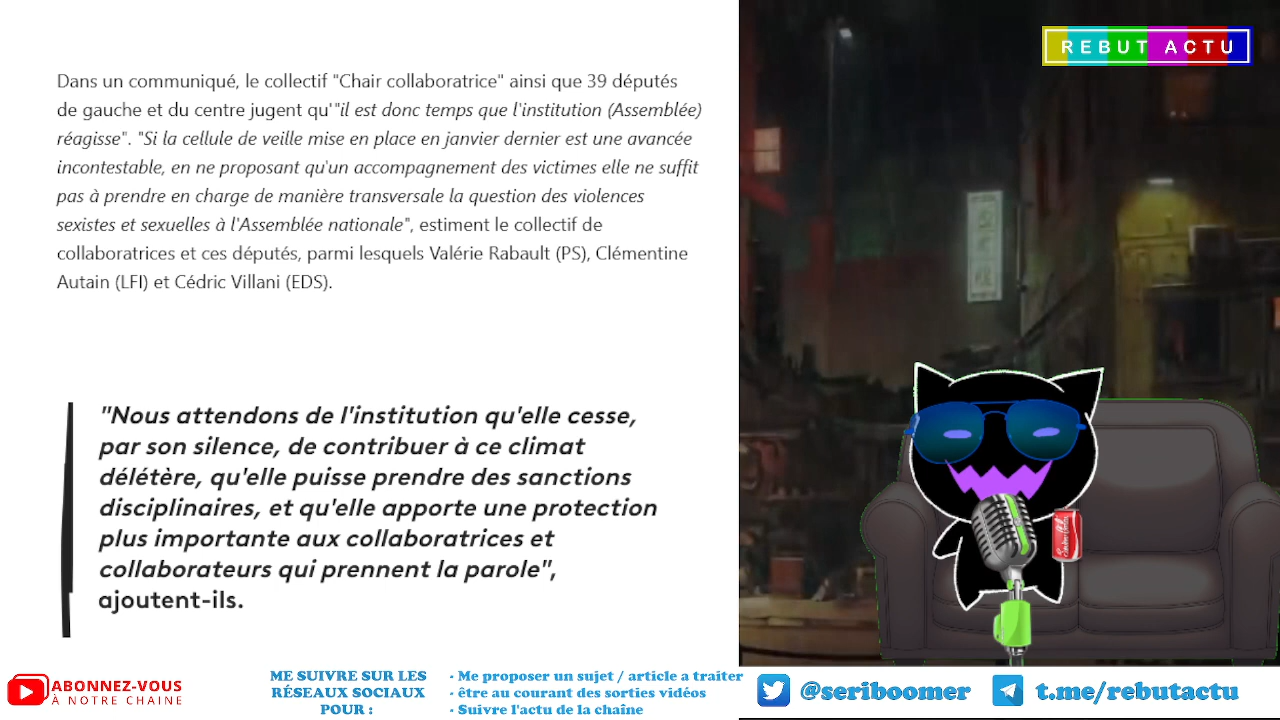 REBUT ACTU
Dans un communiqué, le collectif "Chair collaboratrice" ainsi que 39 députés
de gauche et du centre jugent qu'"il est donc temps que l'institution (Assemblée)
réagisse". "Si la cellule de veille mise en place en janvier dernier est une avancée
incontestable, en ne proposant qu'un accompagnement des victimes elle ne suffit
pas à prendre en charge de manière transversale la question des violences
sexistes et sexuelles à l'Assemblée nationale", estiment le collectif de
collaboratrices et ces députés, parmi lesquels Valérie Rabault (PS), Clémentine
Autain (LFI) et Cédric Villani (EDS).
"Nous attendons de l'institution qu'elle cesse,
par son silence, de contribuer à ce climat
délétère, qu'elle puisse prendre des sanctions
disciplinaires, et qu'elle apporte une protection
plus importante aux collaboratrices et
collaborateurs qui prennent la parole",
ajoutent-ils.
ABONNEZ-VOUS
À NOTRE CHAINE
ME SUIVRE SUR LES
RÉSEAUX SOCIAUX
POUR :
- Me proposer un sujet / article a traiter
- être au courant des sorties vidéos
- Suivre l'actu de la chaîne
@seriboomer
t.me/rebutactu